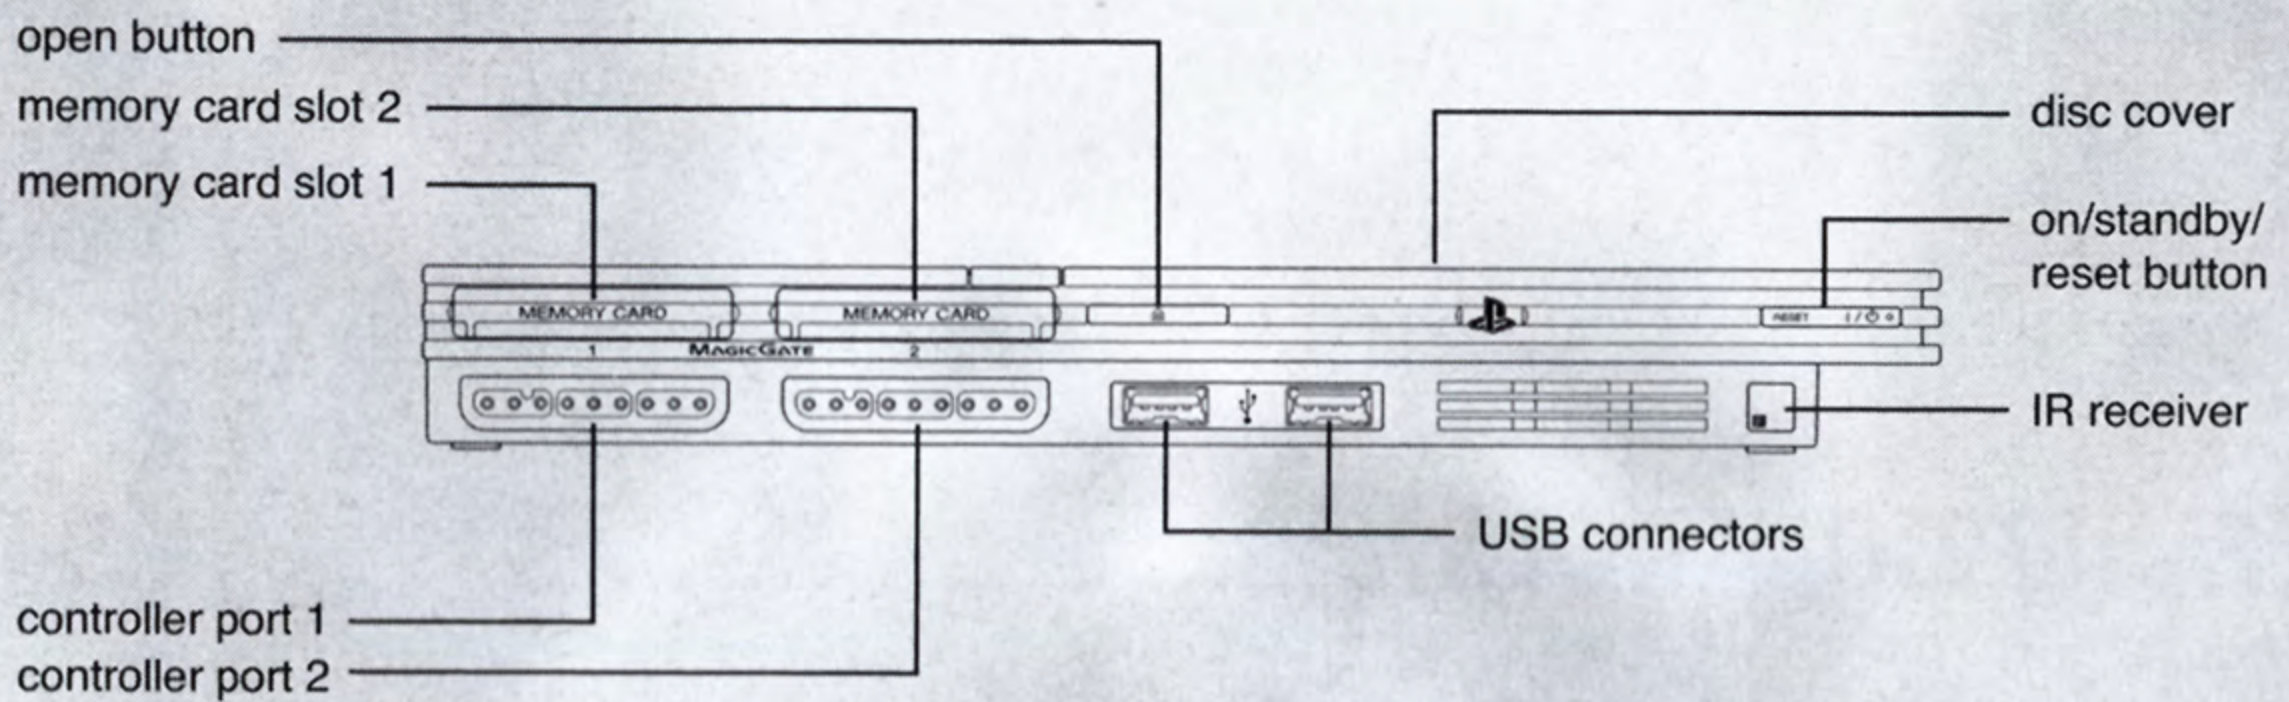 open button
memory card slot 2
memory card slot 1
disc cover
on/standby/
reset button
MEMORY CARD
MEMORY CARD
RESET
1
MAGICGATE
2
IR receiver
USB connectors
controller port 1
controller port 2